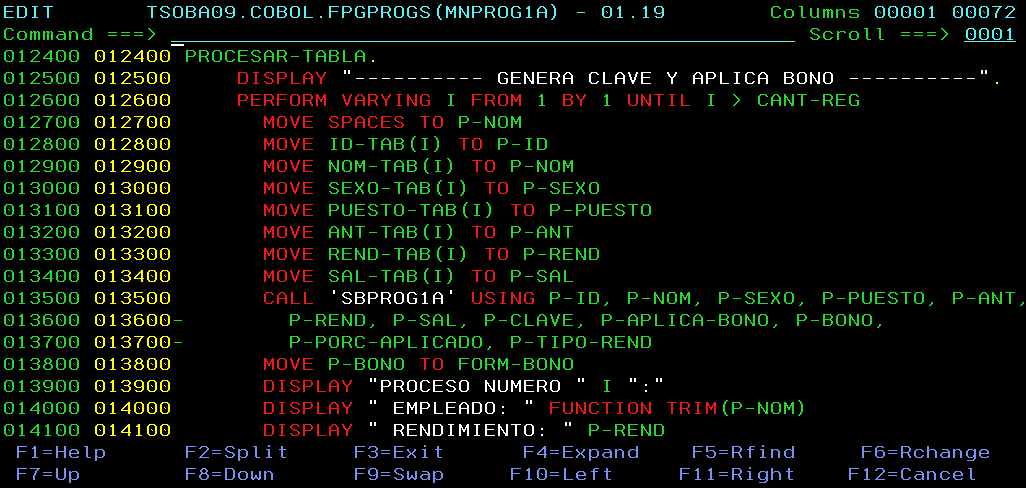 EDIT       TSOBA09.COBOL.FPGPROGS(MNPROG1A) - 01.19        Columns 00001 00072
Command ===>                                                  Scroll ===> 0001
012400 012400 PROCESAR-TABLA.
012500 012500     DISPLAY "---------- GENERA CLAVE Y APLICA BONO ----------".
012600 012600     PERFORM VARYING I FROM 1 BY 1 UNTIL I > CANT-REG
012700 012700       MOVE SPACES TO P-NOM
012800 012800       MOVE ID-TAB(I) TO P-ID
012900 012900       MOVE NOM-TAB(I) TO P-NOM
013000 013000       MOVE SEXO-TAB(I) TO P-SEXO
013100 013100       MOVE PUESTO-TAB(I) TO P-PUESTO
013200 013200       MOVE ANT-TAB(I) TO P-ANT
013300 013300       MOVE REND-TAB(I) TO P-REND
013400 013400       MOVE SAL-TAB(I) TO P-SAL
013500 013500       CALL 'SBPROG1A' USING P-ID, P-NOM, P-SEXO, P-PUESTO, P-ANT,
013600 013600-        P-REND, P-SAL, P-CLAVE, P-APLICA-BONO, P-BONO,
013700 013700-        P-PORC-APLICADO, P-TIPO-REND
013800 013800       MOVE P-BONO TO FORM-BONO
013900 013900       DISPLAY "PROCESO NUMERO " I ":"
014000 014000       DISPLAY " EMPLEADO: " FUNCTION TRIM(P-NOM)
014100 014100       DISPLAY " RENDIMIENTO: " P-REND
F1=Help      F2=Split     F3=Exit      F4=Expand    F5=Rfind     F6=Rchange
F7=Up        F8=Down      F9=Swap     F10=Left     F11=Right    F12=Cancel